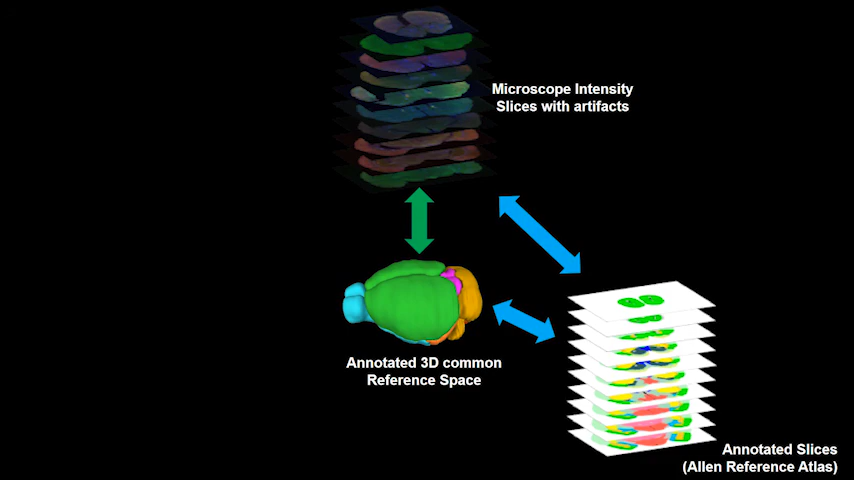 Microscope Intensity
Slices with artifacts
Annotated 3D common
Reference Space
Annotated Slices
(Allen Reference Atlas)